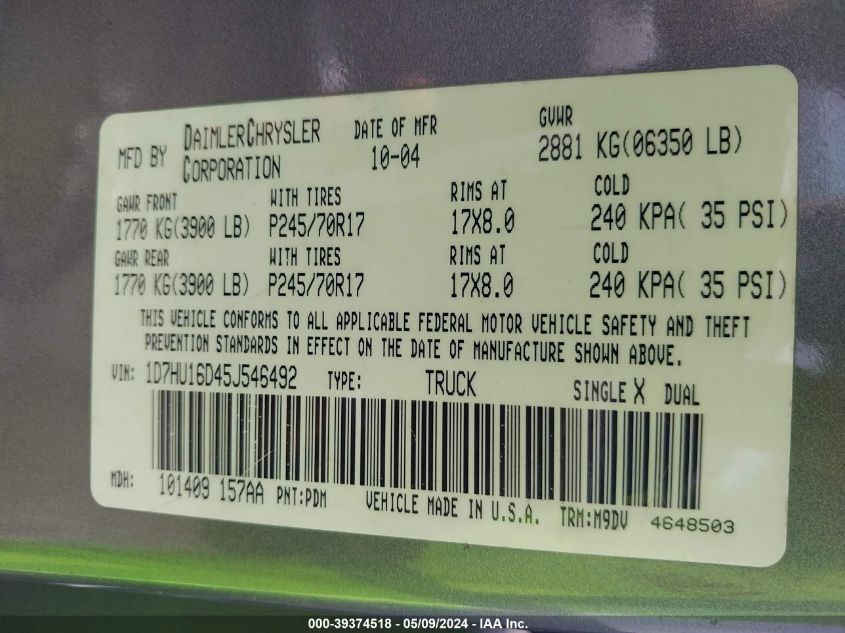 MFD BY DAIMLERCHRYSLER CORPORATION
DATE OF MFR 10-04
GVWR 2881 KG(06350 LB)
GAWR FRONT WITH TIRES RIMS AT COLD
1770 KG(3900 LB) P245/70R17 17X8.0 240 KPA( 35 PSI)
GAWR REAR WITH TIRES RIMS AT COLD
1770 KG(3900 LB) P245/70R17 17X8.0 240 KPA( 35 PSI)
THIS VEHICLE CONFORMS TO ALL APPLICABLE FEDERAL MOTOR VEHICLE SAFETY AND THEFT
PREVENTION STANDARDS IN EFFECT ON THE DATE OF MANUFACTURE SHOWN ABOVE.
VIN: 1D7HU16D45J546492 TYPE: TRUCK SINGLE X DUAL
MDH: 101409 157AA PNT:PDM VEHICLE MADE IN U.S.A. TRM:M9DV 4648503
000-39374518 - 05/09/2024 - IAA Inc.